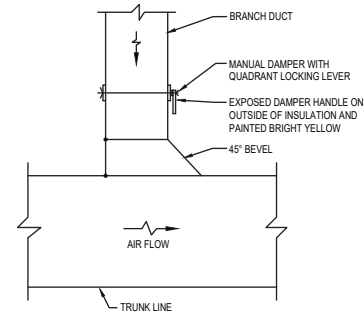 BRANCH DUCT
MANUAL DAMPER WITH
QUADRANT LOCKING LEVER
EXPOSED DAMPER HANDLE ON
OUTSIDE OF INSULATION AND
PAINTED BRIGHT YELLOW
45° BEVEL
AIR FLOW
TRUNK LINE